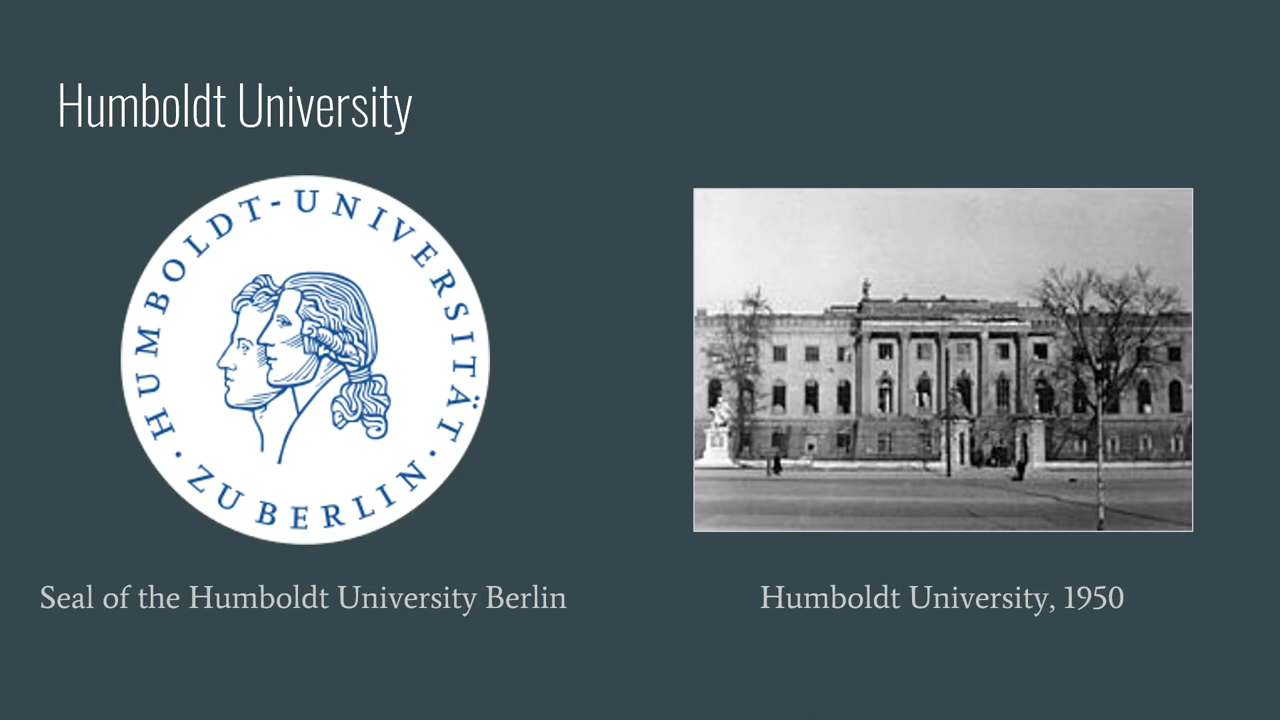 Humboldt University
HUMBOLDT-UNIVERSITÄT
· ZU BERLIN ·
Seal of the Humboldt University Berlin
Humboldt University, 1950